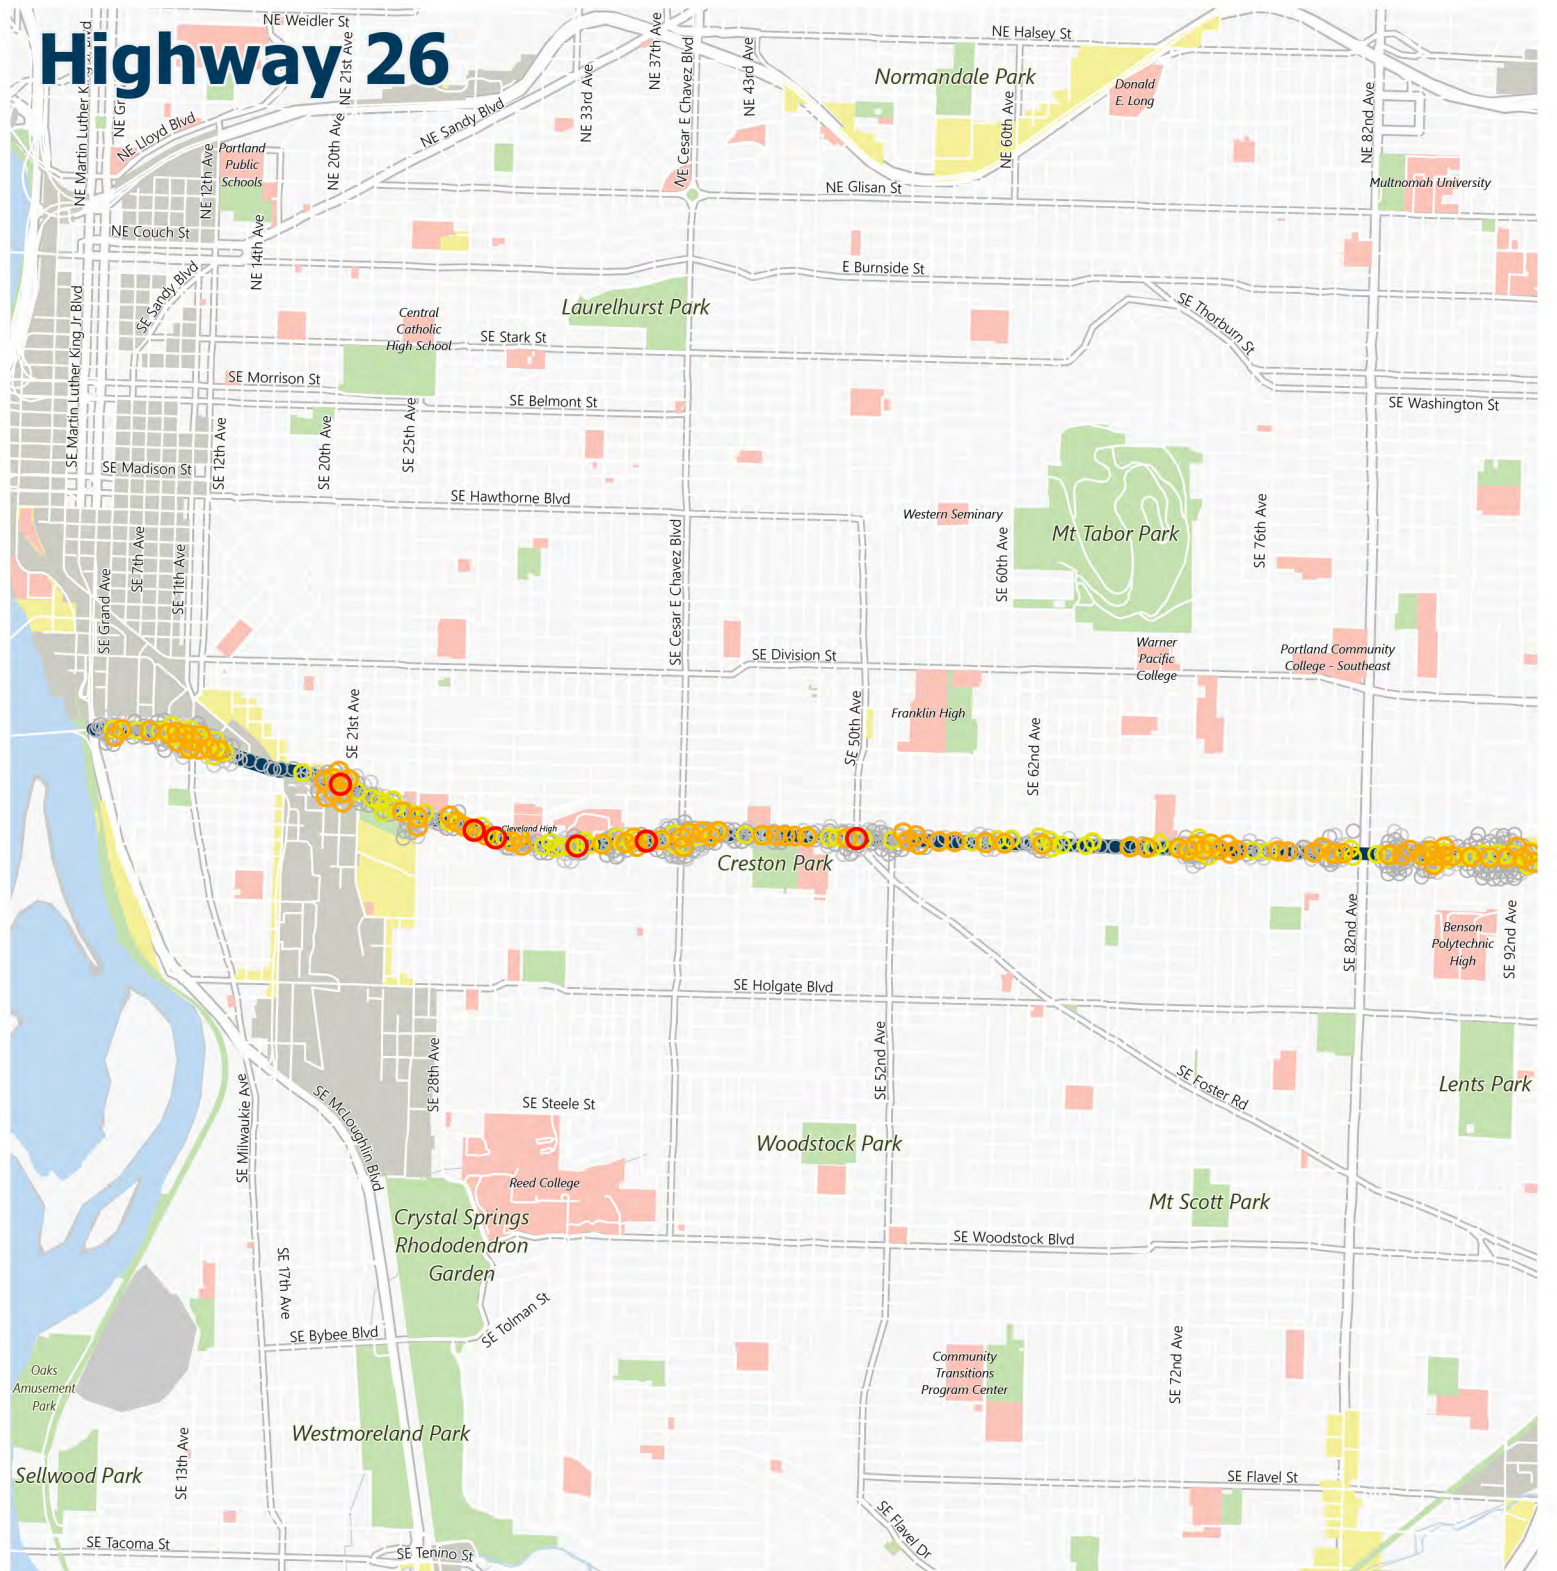 Highway 26
NE Weidler St
NE Halsey St
Normandale Park
Donald
E. Long
NE Martin Luther King Jr Blvd
NE Gr
NE 21st Ave
NE 37th Ave
NE Cesar E Chavez Blvd
NE 43rd Ave
NE 33rd Ave
NE 60th Ave
NE 82nd Ave
NE Lloyd Blvd
NE Sandy Blvd
NE 20th Ave
NE 12th Ave
Portland
Public
Schools
Multnomah University
NE Glisan St
NE Couch St
NE 14th Ave
E Burnside St
SE Sandy Blvd
Laurelhurst Park
SE Thorburn St
Central
Catholic
High School
SE Stark St
SE Martin Luther King Jr Blvd
SE Morrison St
SE Belmont St
SE Washington St
SE 12th Ave
SE 20th Ave
SE 25th Ave
SE Madison St
SE Hawthorne Blvd
Western Seminary
Mt Tabor Park
SE 60th Ave
SE 76th Ave
SE Grand Ave
SE 7th Ave
SE 11th Ave
SE Cesar E Chavez Blvd
SE Division St
Warner
Pacific
College
Portland Community
College - Southeast
SE 21st Ave
SE 50th Ave
Franklin High
SE 62nd Ave
Cleveland High
Creston Park
SE 82nd Ave
Benson
Polytechnic
High
SE 92nd Ave
SE Holgate Blvd
SE 28th Ave
SE 52nd Ave
SE Foster Rd
Lents Park
SE Milwaukie Ave
SE McLoughlin Blvd
SE Steele St
Woodstock Park
Reed College
Mt Scott Park
Crystal Springs
Rhododendron
Garden
SE Woodstock Blvd
SE 17th Ave
SE Bybee Blvd
SE Tolman St
Oaks
Amusement
Park
Community
Transitions
Program Center
SE 72nd Ave
Westmoreland Park
SE 13th Ave
Sellwood Park
SE Flavel St
SE Flavel Dr
SE Tacoma St
SE Tenino St